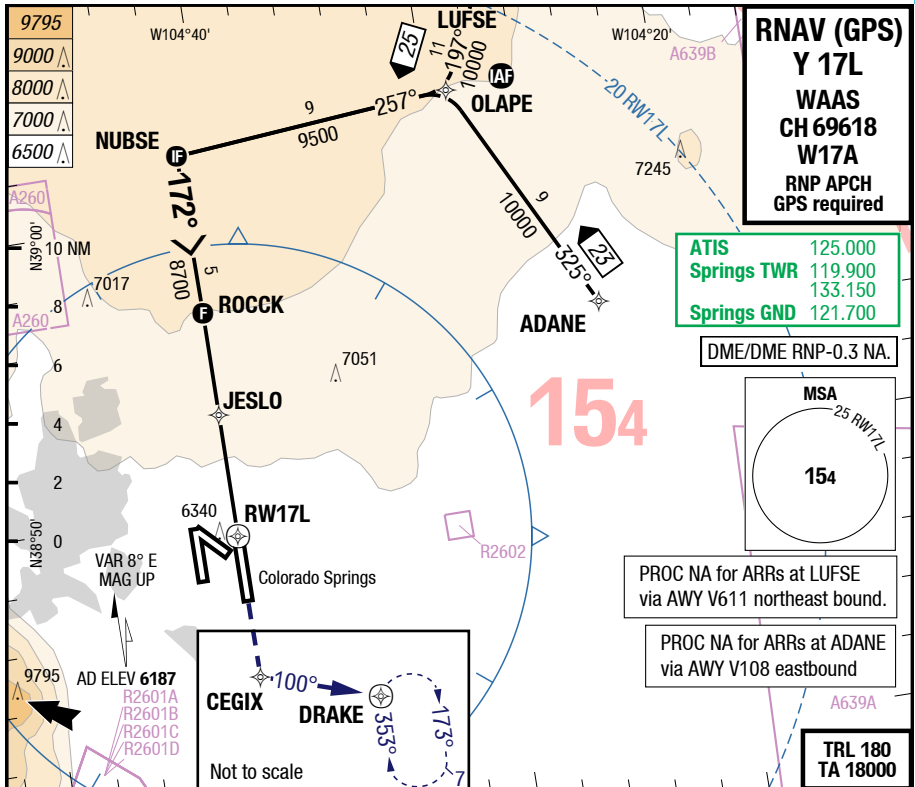 9795
9000
8000
7000
6500
W104°40'
LUFSE
25
11
197°
10000
W104°20'
A639B
IAF
OLAPE
20 RW17L
9
257°
9500
NUBSE
IF
172°
7245
9
10000
325°
23
ADANE
RNAV (GPS)
Y 17L
WAAS
CH 69618
W17A
RNP APCH
GPS required
ATIS 125.000
Springs TWR 119.900
133.150
Springs GND 121.700
DME/DME RNP-0.3 NA.
MSA
25 RW17L
154
A260
N39°00'
10 NM
7017
5
8700
F
ROCCK
8
A260
6
7051
JESLO
4
154
2
6340
RW17L
N38°50'
0
Colorado Springs
R2602
VAR 8° E
MAG UP
PROC NA for ARRs at LUFSE
via AWY V611 northeast bound.
PROC NA for ARRs at ADANE
via AWY V108 eastbound
9795
AD ELEV 6187
R2601A
R2601B
R2601C
R2601D
CEGIX
100°
DRAKE
353°
173°
7
Not to scale
A639A
TRL 180
TA 18000